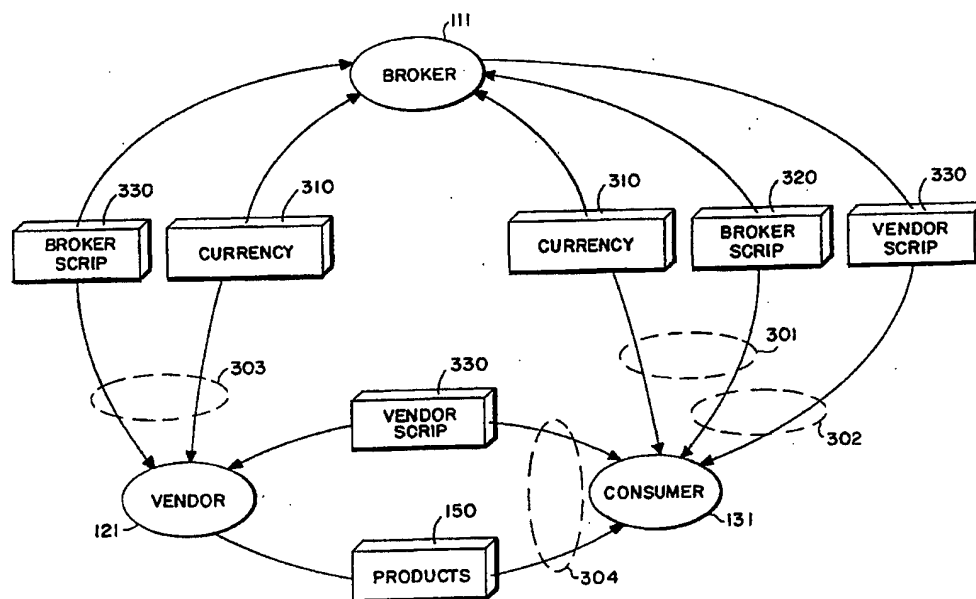 111
BROKER
330
BROKER
SCRIP
310
CURRENCY
310
CURRENCY
320
BROKER
SCRIP
330
VENDOR
SCRIP
301
302
303
330
VENDOR
SCRIP
VENDOR
121
CONSUMER
131
150
PRODUCTS
304